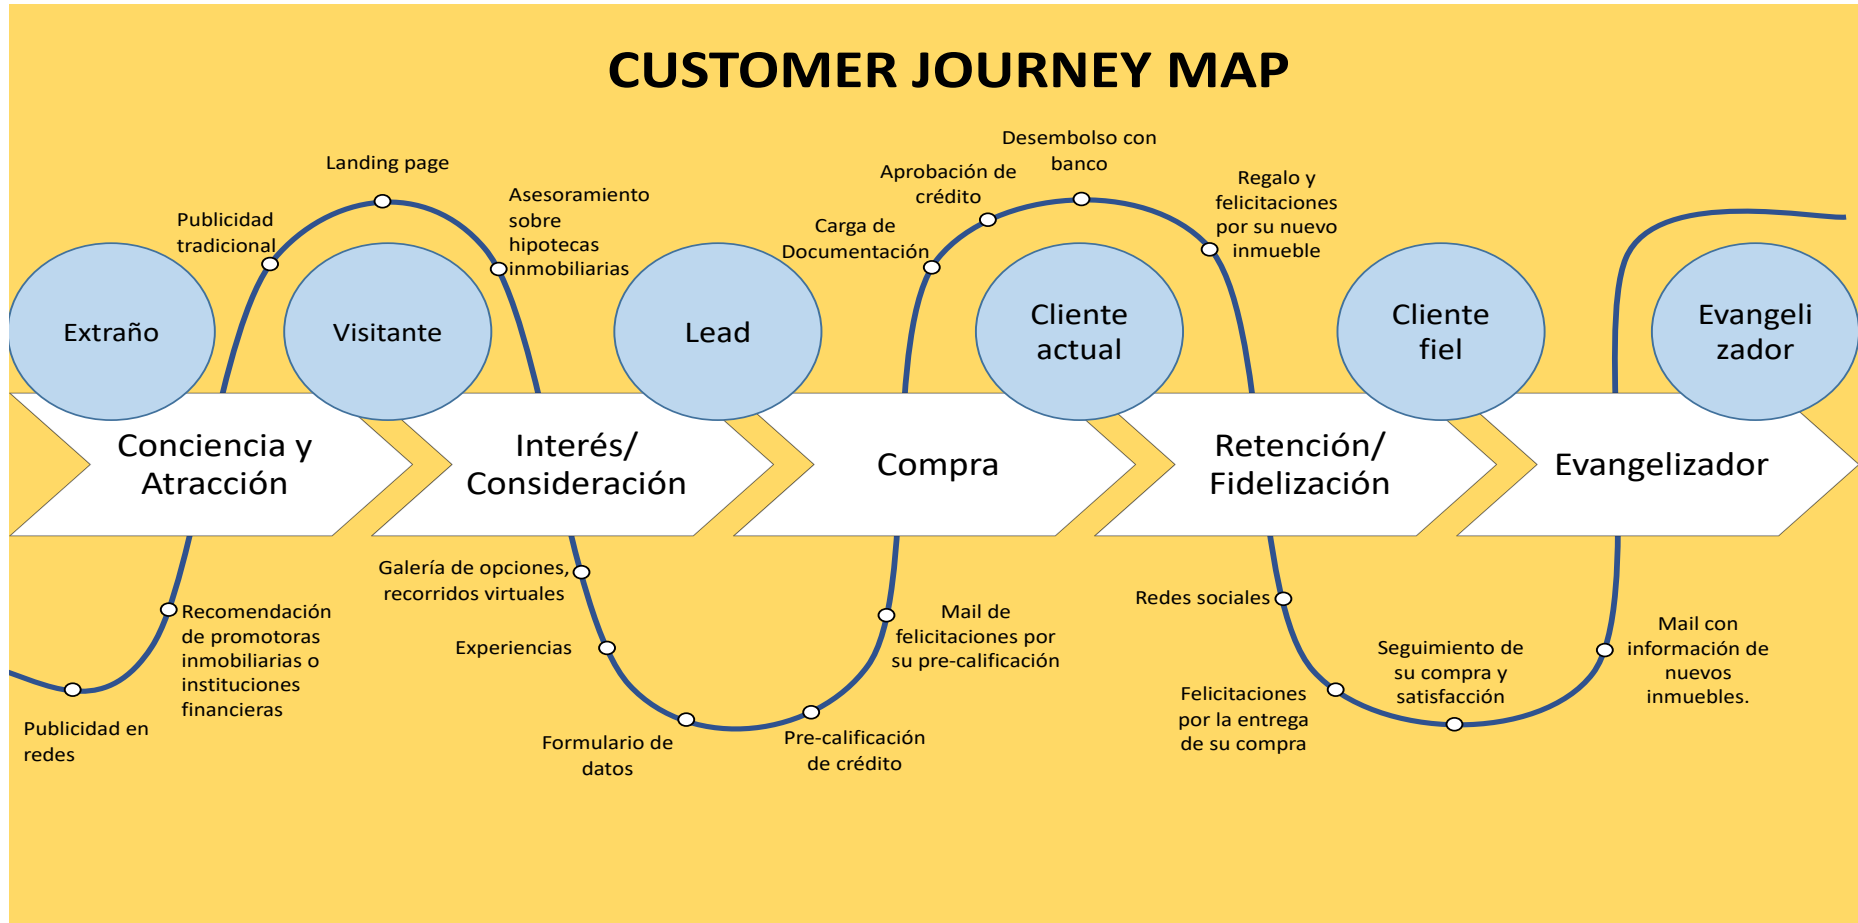 CUSTOMER JOURNEY MAP
Landing page
Publicidad
tradicional
Asesoramiento
sobre
hipotecas
inmobiliarias
Carga de
Documentación
Aprobación de
crédito
Desembolso con
banco
Regalo y
felicitaciones
por su nuevo
inmueble
Extraño
Visitante
Lead
Cliente
actual
Cliente
fiel
Evangeli
zador
Conciencia y
Atracción
Interés/
Consideración
Compra
Retención/
Fidelización
Evangelizador
Publicidad en
redes
Recomendación
de promotoras
inmobiliarias o
instituciones
financieras
Galería de opciones,
recorridos virtuales
Experiencias
Formulario de
datos
Pre-calificación
de crédito
Mail de
felicitaciones por
su pre-calificación
Redes sociales
Felicitaciones
por la entrega
de su compra
Seguimiento de
su compra y
satisfacción
Mail con
información de
nuevos
inmuebles.